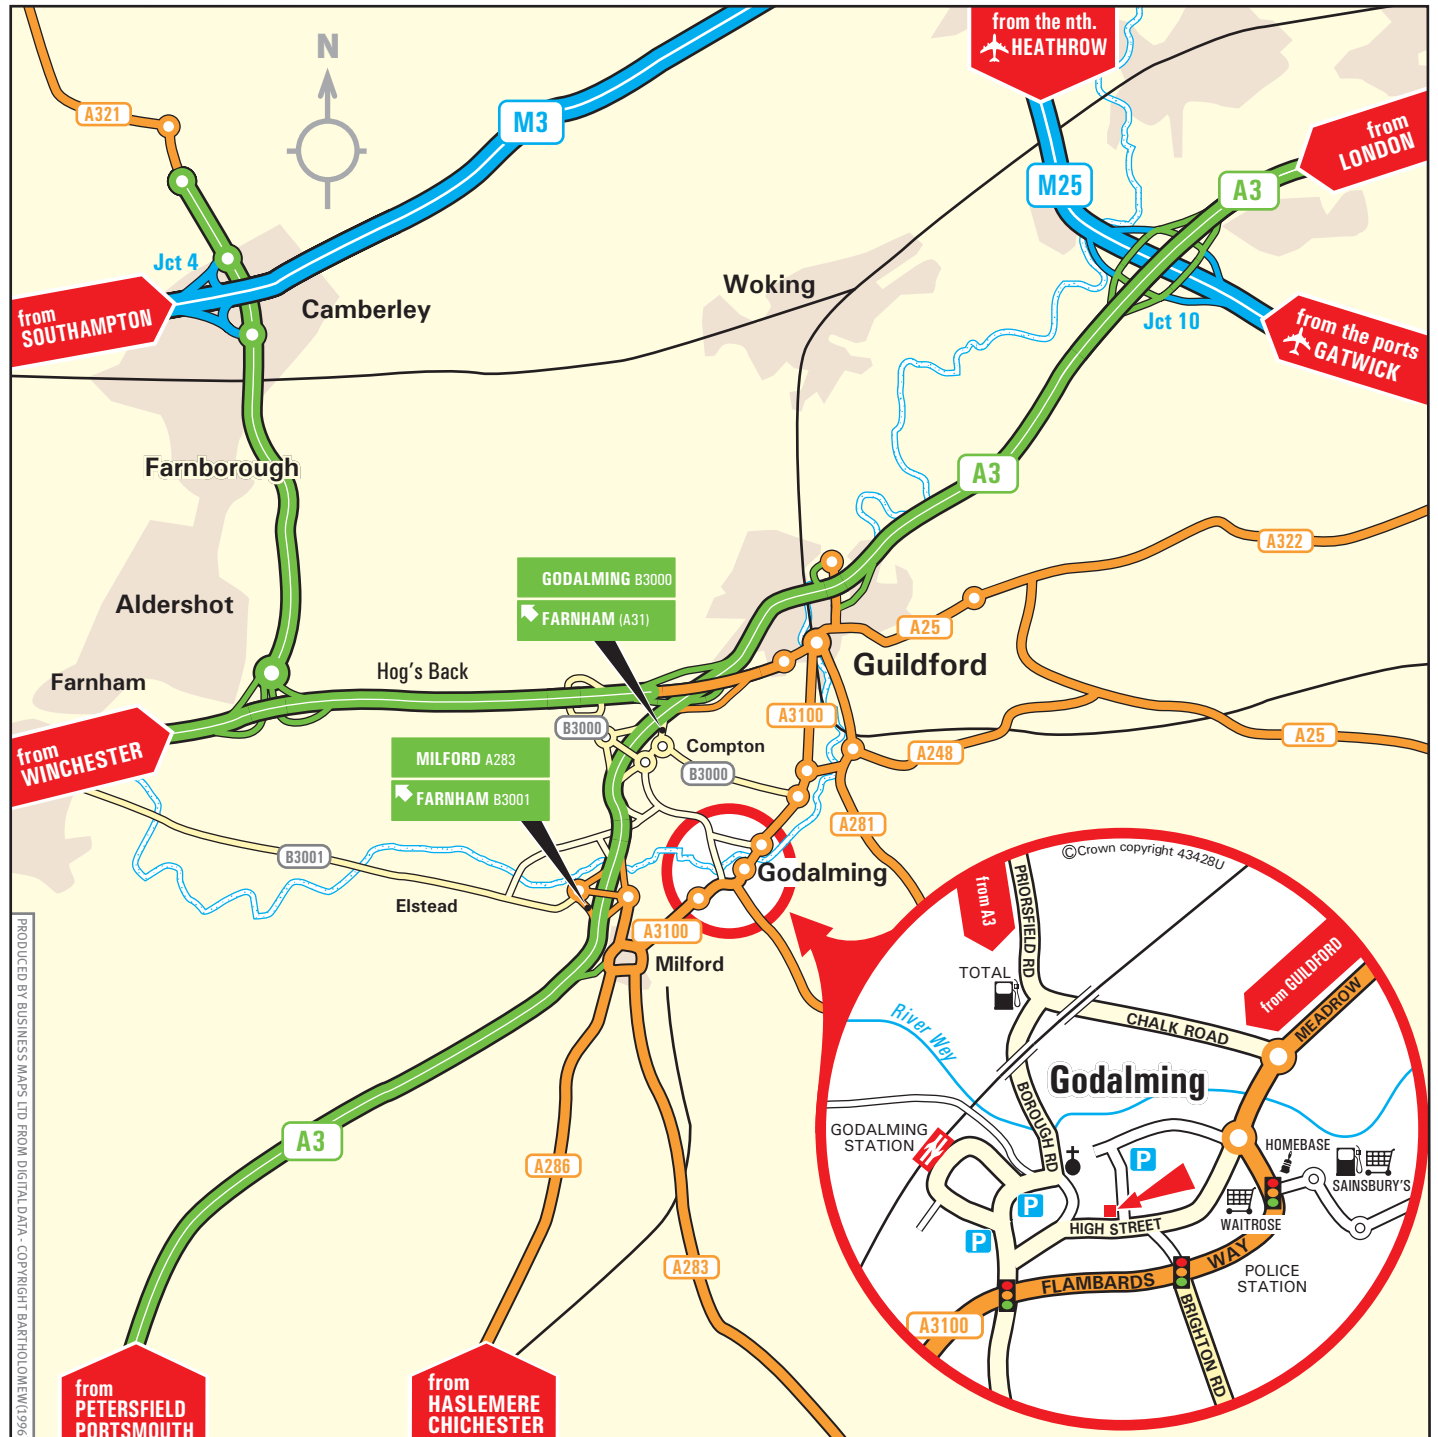 from the nth.
HEATHROW
N
A321
M3
from
LONDON
M25
A3
Jct 4
Woking
Camberley
from
SOUTHAMPTON
Jct 10
from the ports
GATWICK
Farnborough
A3
A322
GODALMING B3000
FARNHAM (A31)
Aldershot
A25
Guildford
Hog's Back
Farnham
A3100
B3000
A25
from
WINCHESTER
MILFORD A283
FARNHAM B3001
Compton
B3000
A248
A281
B3001
Godalming
Elstead
A3100
Milford
©Crown copyright 43428U
from A3
PRIORSFIELD RD
TOTAL
from GUILDFORD
MEADROW
River Wey
CHALK ROAD
Godalming
BOROUGH RD
GODALMING
STATION
P
HOMEBASE
SAINSBURY'S
P
WAITROSE
HIGH STREET
P
WAY
POLICE
STATION
FLAMBARDS
A3100
BRIGHTON RD
A3
A286
A283
from
PETERSFIELD
PORTSMOUTH
from
HASLEMERE
CHICHESTER
PRODUCED BY BUSINESS MAPS LTD FROM DIGITAL DATA - COPYRIGHT BARTHOLOMEW(1996